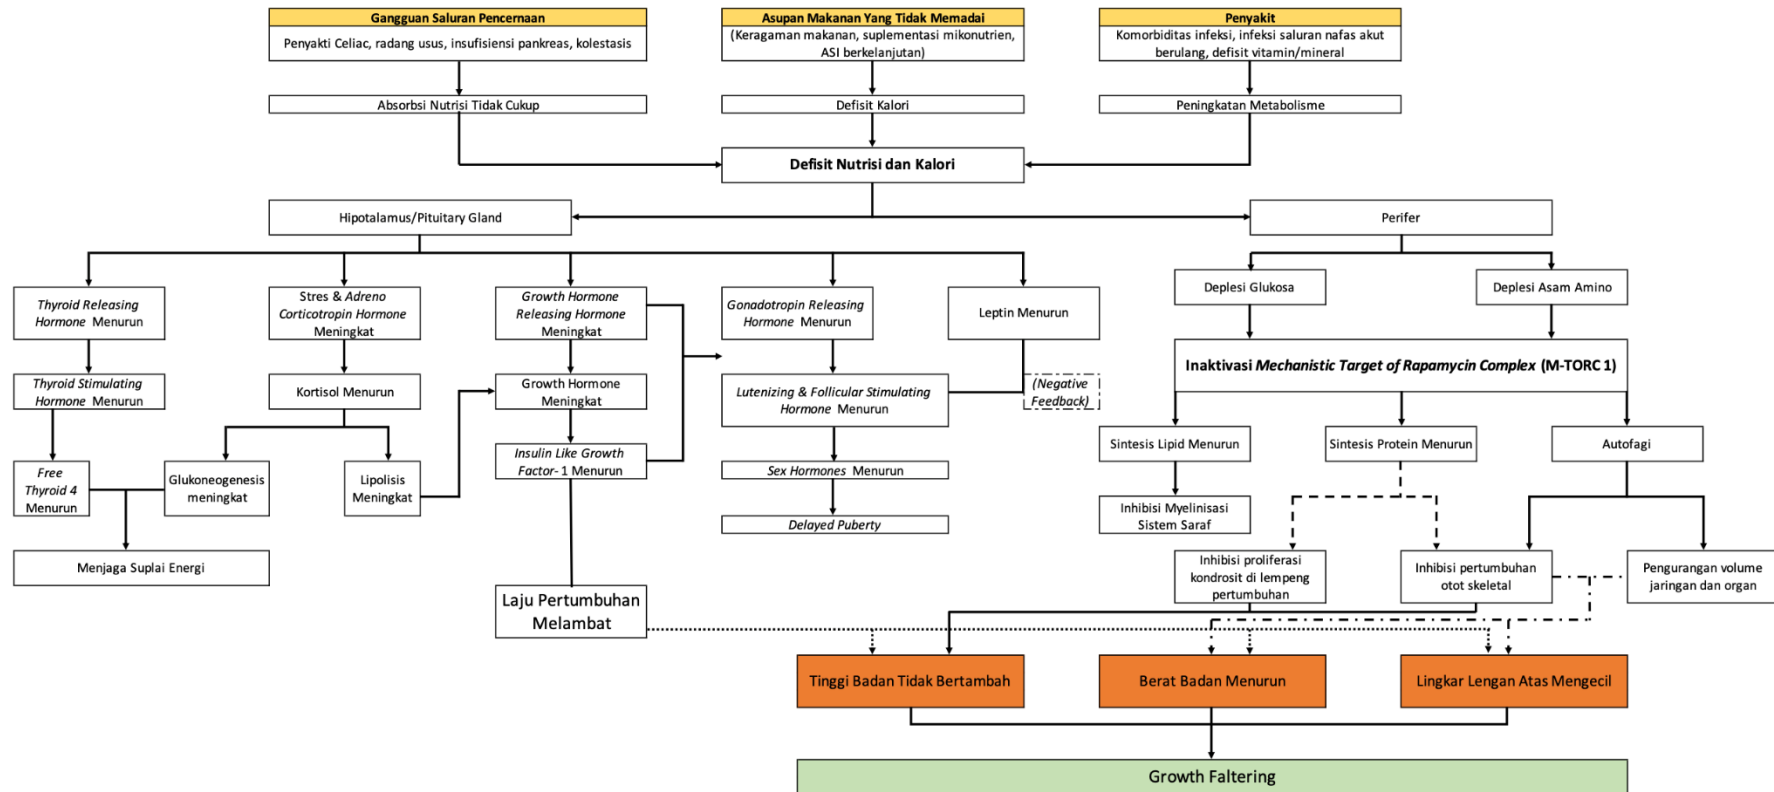 Gangguan Saluran Pencernaan
Penyakti Celiac, radang usus, insufisiensi pankreas, kolestasis
Asupan Makanan Yang Tidak Memadai
(Keragaman makanan, suplementasi mikonutrien,
ASI berkelanjutan)
Penyakit
Komorbiditas infeksi, infeksi saluran nafas akut
berulang, defisit vitamin/mineral
Absorbsi Nutrisi Tidak Cukup
Defisit Kalori
Peningkatan Metabolisme
Defisit Nutrisi dan Kalori
Hipotalamus/Pituitary Gland
Perifer
Thyroid Releasing
Hormone Menurun
Stres & Adreno
Corticotropin Hormone
Meningkat
Growth Hormone
Releasing Hormone
Meningkat
Gonadotropin Releasing
Hormone Menurun
Leptin Menurun
Deplesi Glukosa
Deplesi Asam Amino
Thyroid Stimulating
Hormone Menurun
Kortisol Menurun
Growth Hormone
Meningkat
Lutenizing & Follicular Stimulating
Hormone Menurun
(Negative
Feedback)
Inaktivasi Mechanistic Target of Rapamycin Complex (M-TORC 1)
Free
Thyroid 4
Menurun
Glukoneogenesis
meningkat
Lipolisis
Meningkat
Insulin Like Growth
Factor- 1 Menurun
Sex Hormones Menurun
Delayed Puberty
Sintesis Lipid Menurun
Sintesis Protein Menurun
Autofagi
Inhibisi Myelinisasi
Sistem Saraf
Menjaga Suplai Energi
Laju Pertumbuhan
Melambat
Inhibisi proliferasi
kondrosit di lempeng
pertumbuhan
Inhibisi pertumbuhan
otot skeletal
Pengurangan volume
jaringan dan organ
Tinggi Badan Tidak Bertambah
Berat Badan Menurun
Lingkar Lengan Atas Mengecil
Growth Faltering